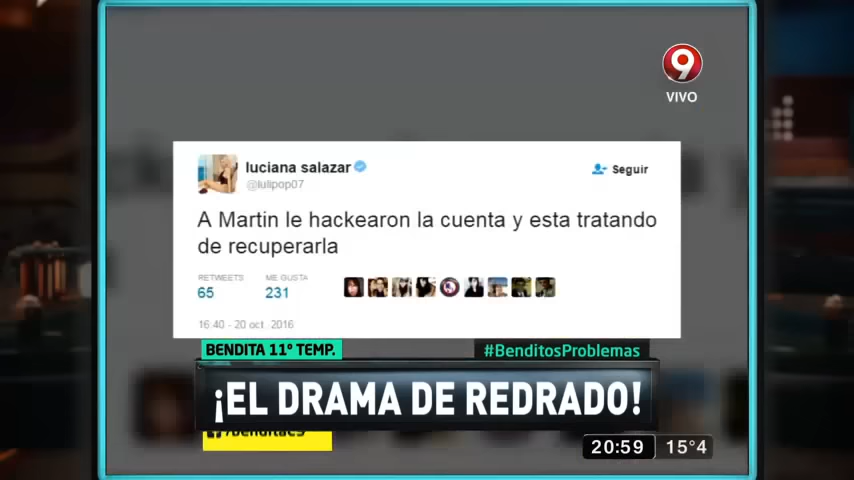 9
VIVO
luciana salazar
@lulipop07
Seguir
A Martin le hackearon la cuenta y esta tratando
de recuperarla
RETWEETS
ME GUSTA
65
231
16:40 - 20 oct. 2016
BENDITA 11° TEMP.
#BenditosProblemas
¡EL DRAMA DE REDRADO!
20:59
15°4